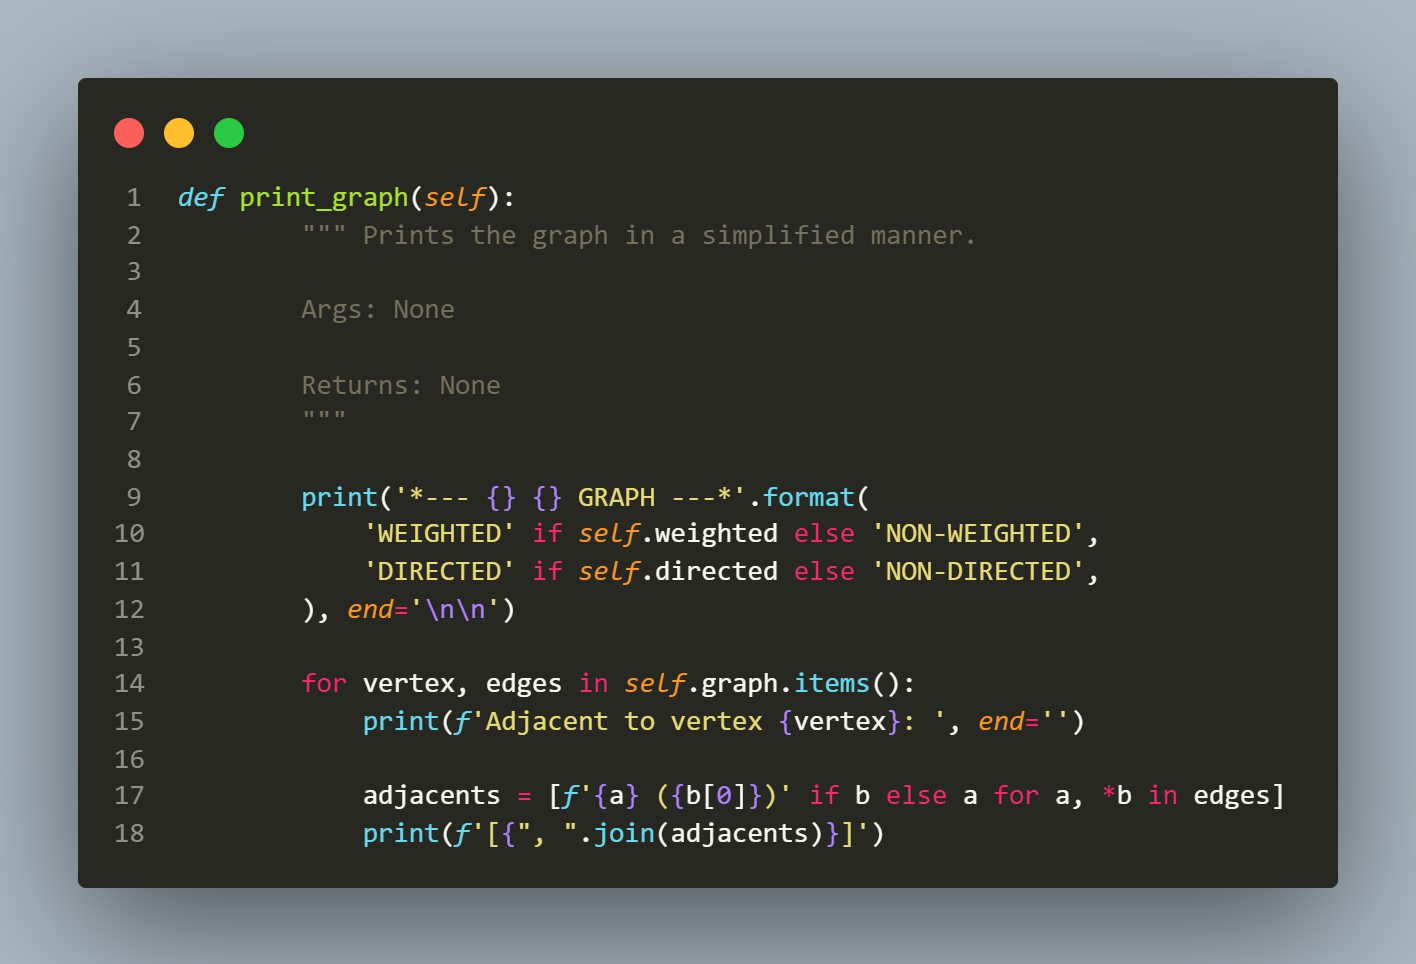 1 def print_graph(self):
2         """ Prints the graph in a simplified manner.
3
4         Args: None
5
6         Returns: None
7         """
8
9         print('*--- {} {} GRAPH ---*'.format(
10             'WEIGHTED' if self.weighted else 'NON-WEIGHTED',
11             'DIRECTED' if self.directed else 'NON-DIRECTED',
12         ), end='\n\n')
13
14         for vertex, edges in self.graph.items():
15             print(f'Adjacent to vertex {vertex}: ', end='')
16
17             adjacents = [f'{a} ({b[0]})' if b else a for a, *b in edges]
18             print(f'[{", ".join(adjacents)}]')